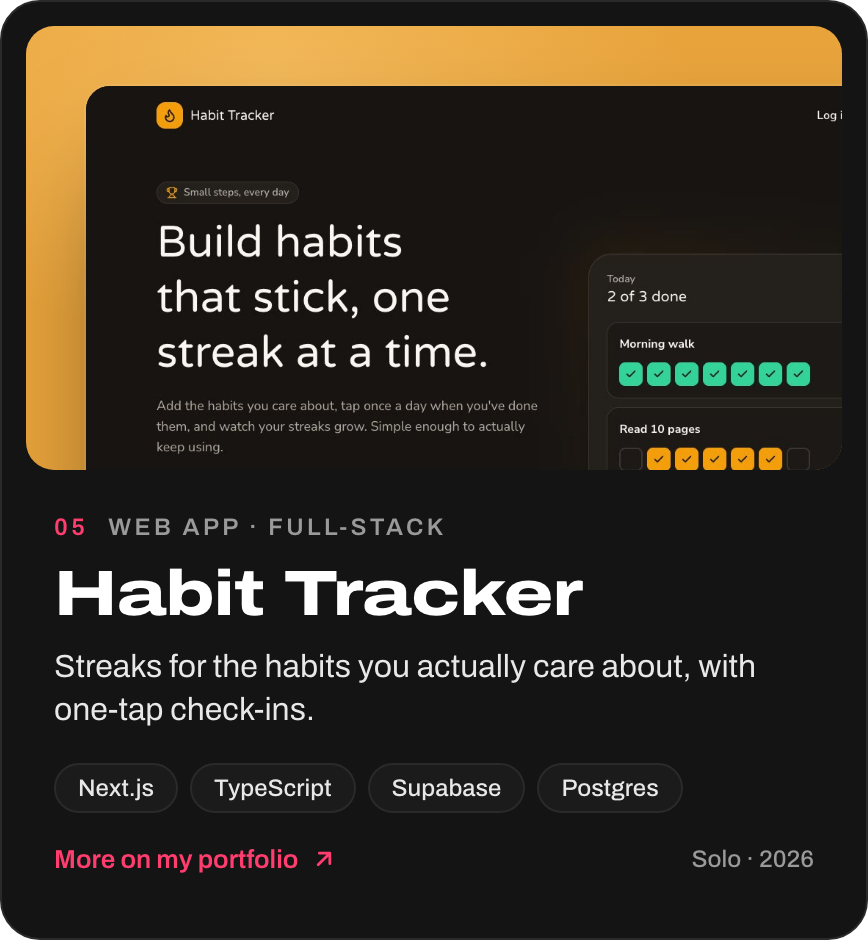 Habit Tracker
Log i
Small steps, every day
Build habits
that stick, one
streak at a time.
Add the habits you care about, tap once a day when you've done
them, and watch your streaks grow. Simple enough to actually
keep using.
Today
2 of 3 done
Morning walk
Read 10 pages
05 WEB APP · FULL-STACK
Habit Tracker
Streaks for the habits you actually care about, with
one-tap check-ins.
Next.js TypeScript Supabase Postgres
More on my portfolio ↗ Solo · 2026